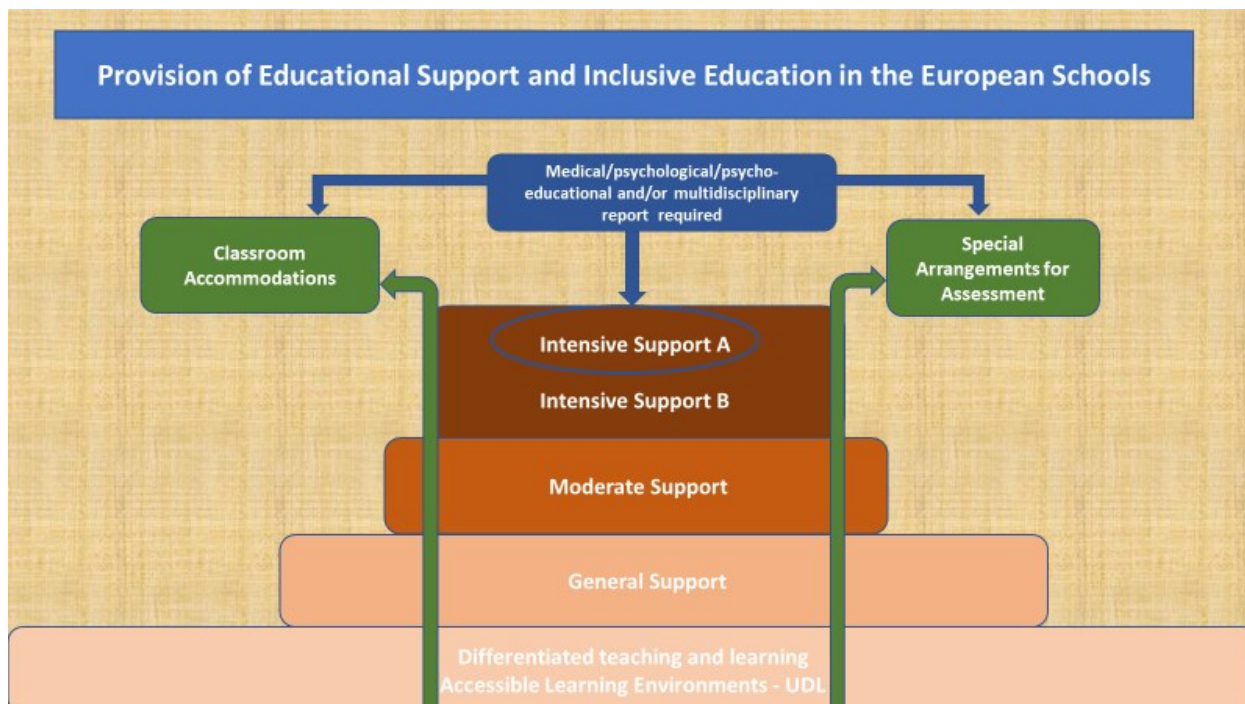 Provision of Educational Support and Inclusive Education in the European Schools
Medical/psychological/psycho-
educational and/or multidisciplinary
report required
Classroom
Accommodations
Special
Arrangements for
Assessment
Intensive Support A
Intensive Support B
Moderate Support
General Support
Differentiated teaching and learning
Accessible Learning Environments - UDL